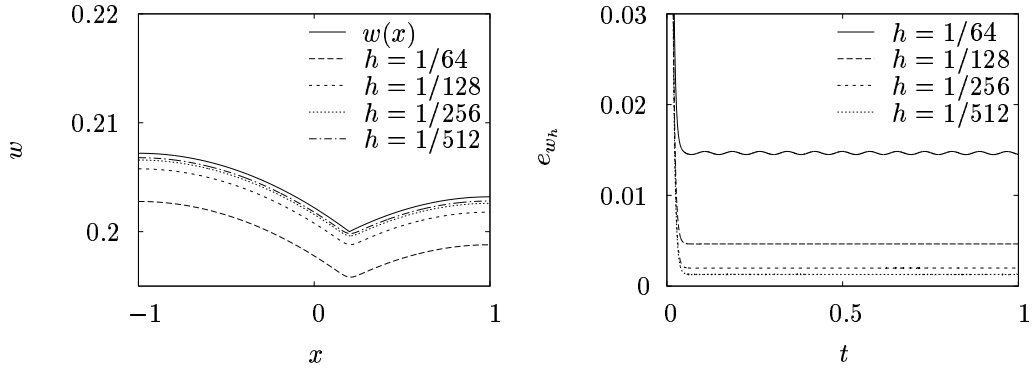 0.22
0.21
0.2
w
−1
0
1
x
w(x)
h = 1/64
h = 1/128
h = 1/256
h = 1/512
0.03
0.02
0.01
0
e_{w_h}
0
0.5
1
t
h = 1/64
h = 1/128
h = 1/256
h = 1/512